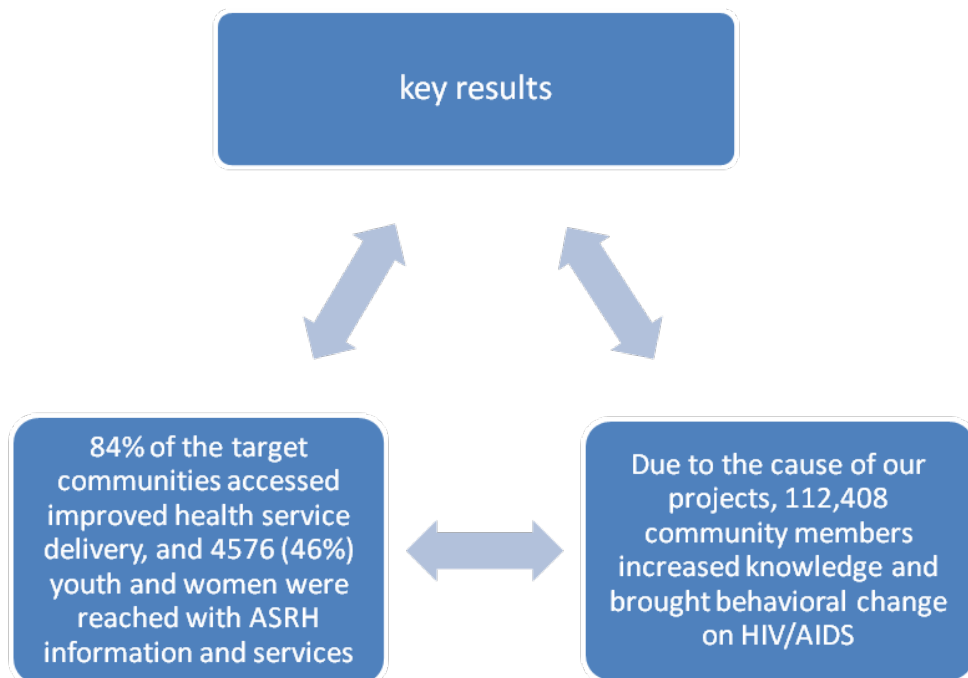 key results
84% of the target
communities accessed
improved health service
delivery, and 4576 (46%)
youth and women were
reached with ASRH
information and services
Due to the cause of our
projects, 112,408
community members
increased knowledge and
brought behavioral change
on HIV/AIDS